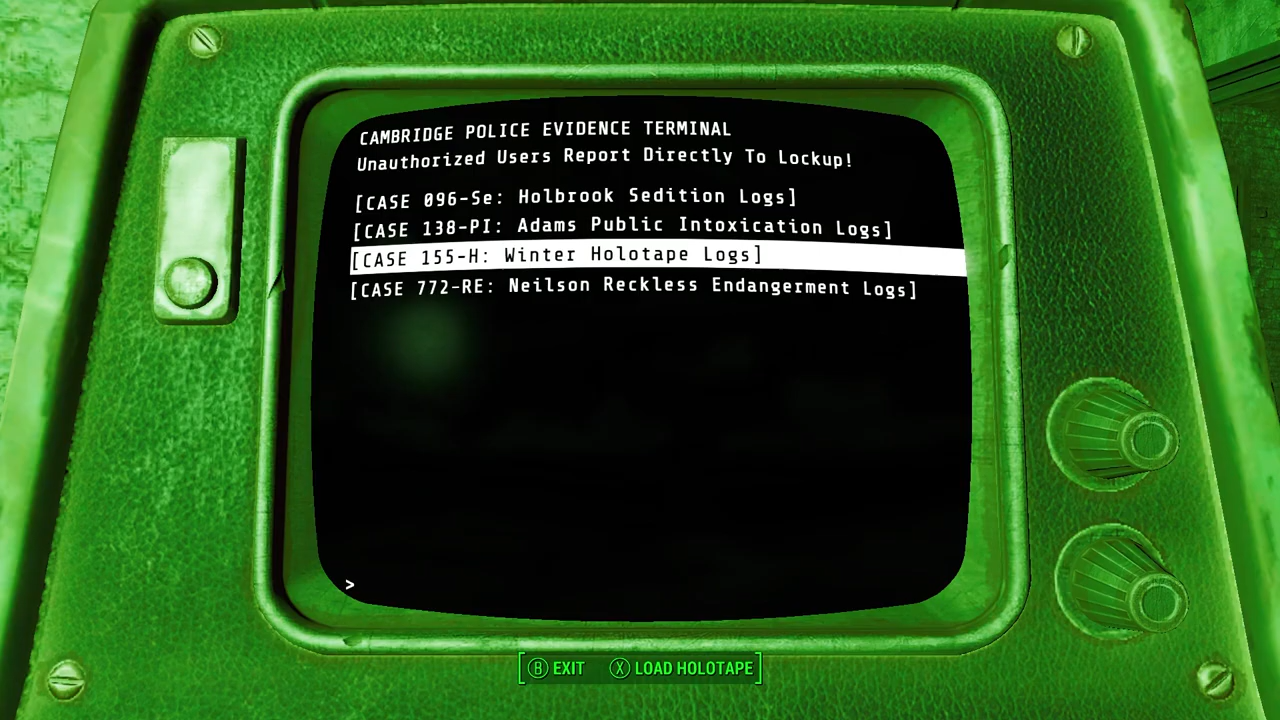 CAMBRIDGE POLICE EVIDENCE TERMINAL
Unauthorized Users Report Directly To Lockup!
[CASE 096-Se: Holbrook Sedition Logs]
[CASE 138-PI: Adams Public Intoxication Logs]
[CASE 155-H: Winter Holotape Logs]
[CASE 772-RE: Neilson Reckless Endangerment Logs]
>
[Ⓑ EXIT Ⓧ LOAD HOLOTAPE]